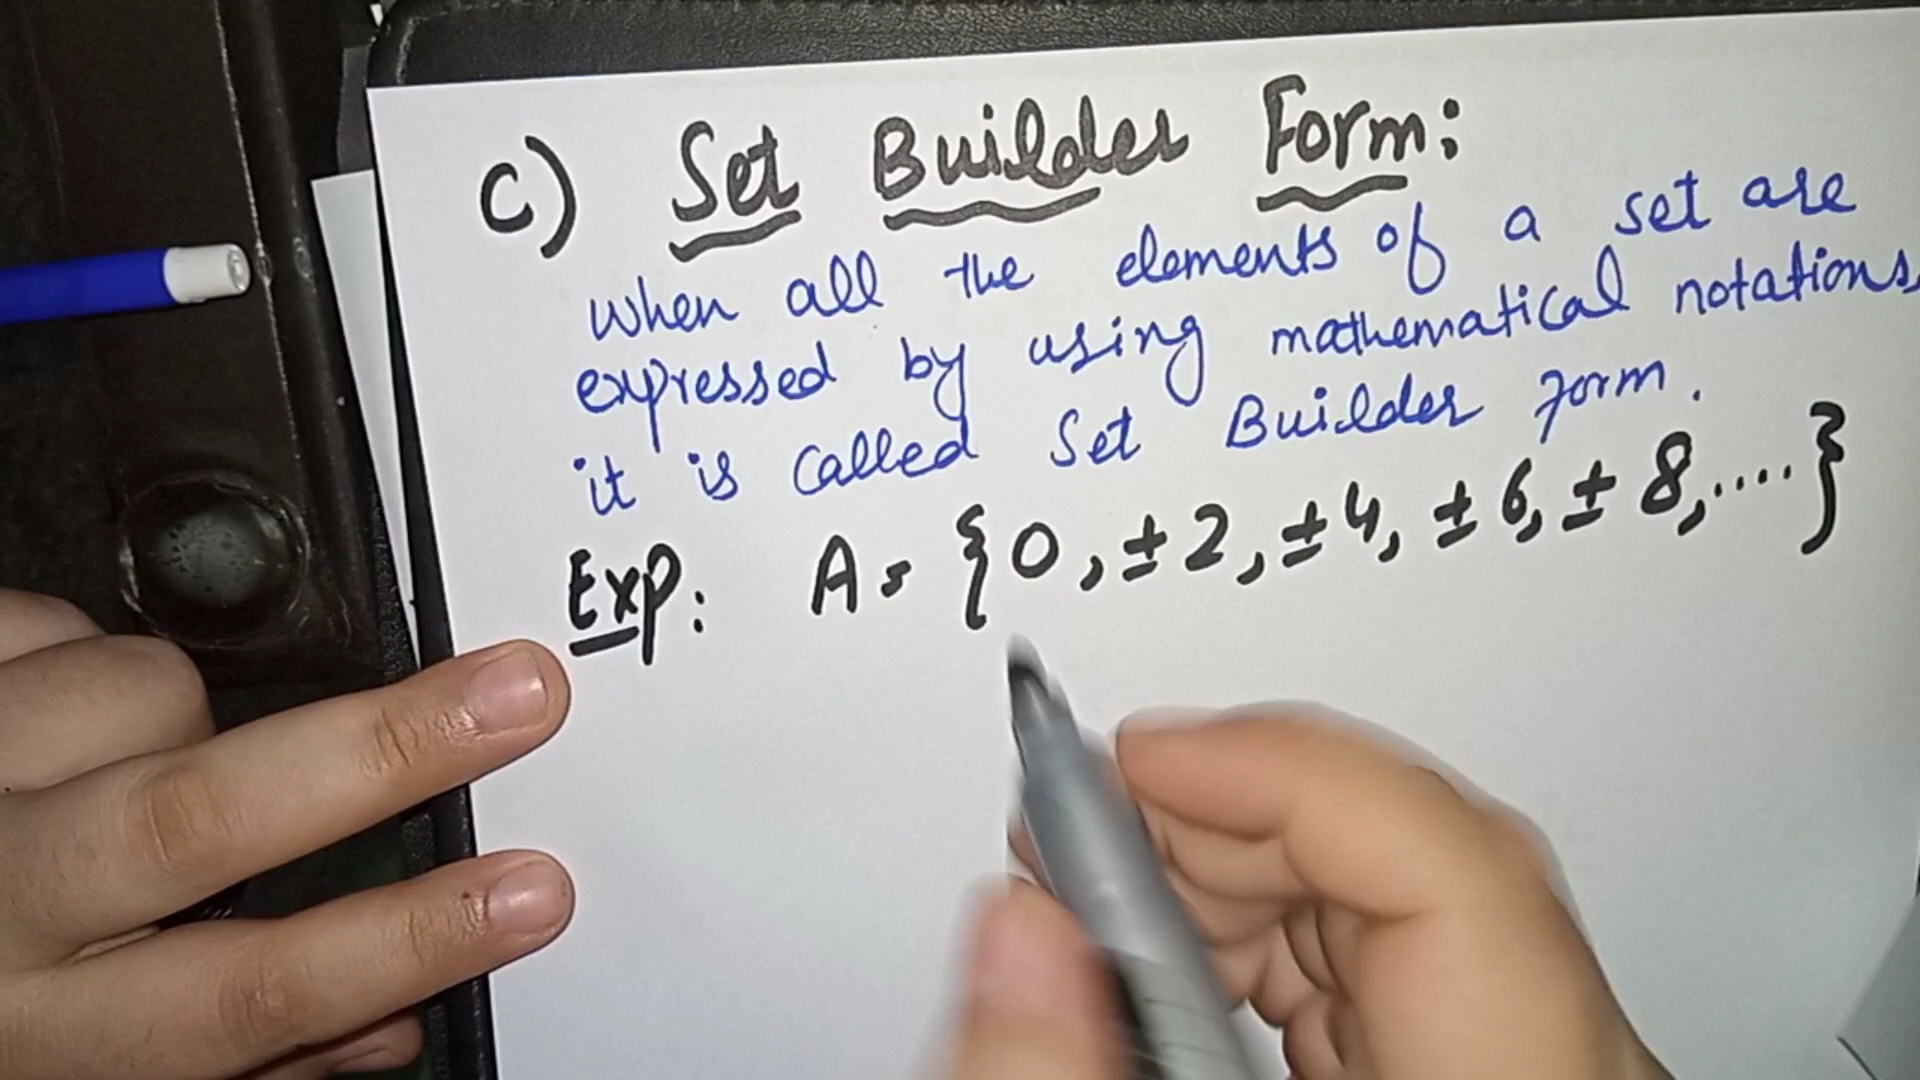 C) Set Builder Form:
When all the elements of a set are
expressed by using mathematical notations,
it is called Set Builder form.
Exp: A = {0, ±2, ±4, ±6, ±8, ....}